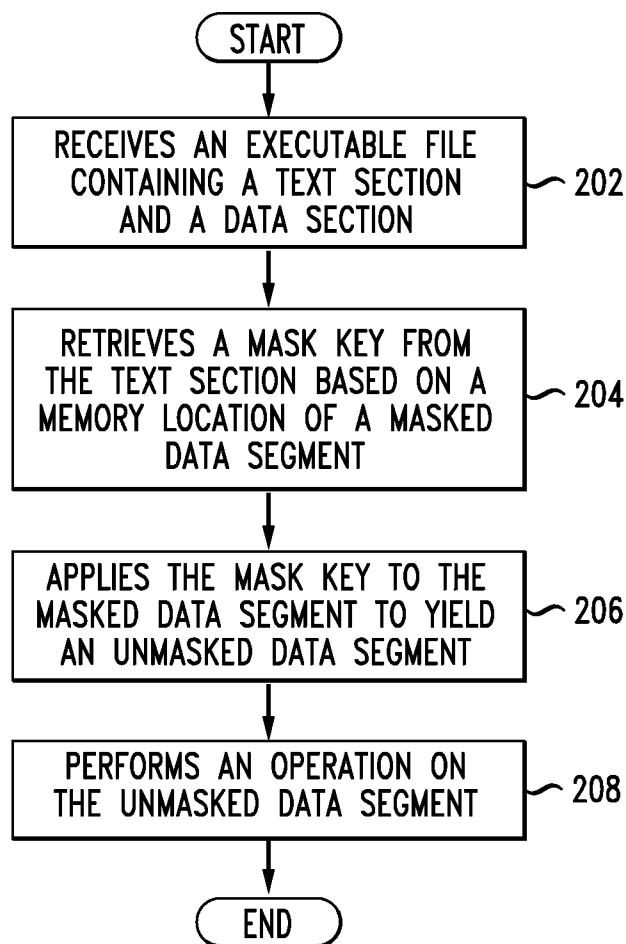 START
RECEIVES AN EXECUTABLE FILE
CONTAINING A TEXT SECTION
AND A DATA SECTION
202
RETRIEVES A MASK KEY FROM
THE TEXT SECTION BASED ON A
MEMORY LOCATION OF A MASKED
DATA SEGMENT
204
APPLIES THE MASK KEY TO THE
MASKED DATA SEGMENT TO YIELD
AN UNMASKED DATA SEGMENT
206
PERFORMS AN OPERATION ON
THE UNMASKED DATA SEGMENT
208
END